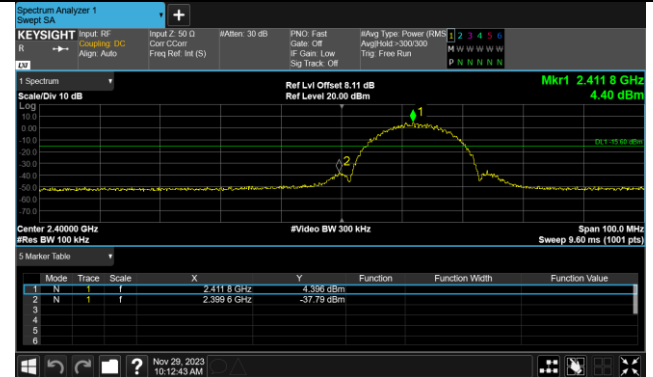 Spectrum Analyzer 1
Swept SA
+
KEYSIGHT Input: RF Input Z: 50 Ω #Atten: 30 dB PNO: Fast #Avg Type: Power (RMS 1 2 3 4 5 6
R Coupling: DC Corr CCorr Gate: Off Avg|Hold >300/300 M W W W W W
Align: Auto Freq Ref: Int (S) IF Gain: Low Trig: Free Run
Sig Track: Off P N N N N N
LXI
1 Spectrum Ref Lvl Offset 8.11 dB Mkr1 2.411 8 GHz
Scale/Div 10 dB Ref Level 20.00 dBm 4.40 dBm
Log
10.0
0.00
-10.0
-20.0
-30.0
-40.0
-50.0
-60.0
-70.0
1
2
DL1 -15.60 dBm
Center 2.40000 GHz #Video BW 300 kHz Span 100.0 MHz
#Res BW 100 kHz Sweep 9.60 ms (1001 pts)
5 Marker Table
Mode Trace Scale X Y Function Function Width Function Value
1 N 1 f 2.411 8 GHz 4.396 dBm
2 N 1 f 2.399 6 GHz -37.79 dBm
3
4
5
6
? Nov 29, 2023
10:12:43 AM